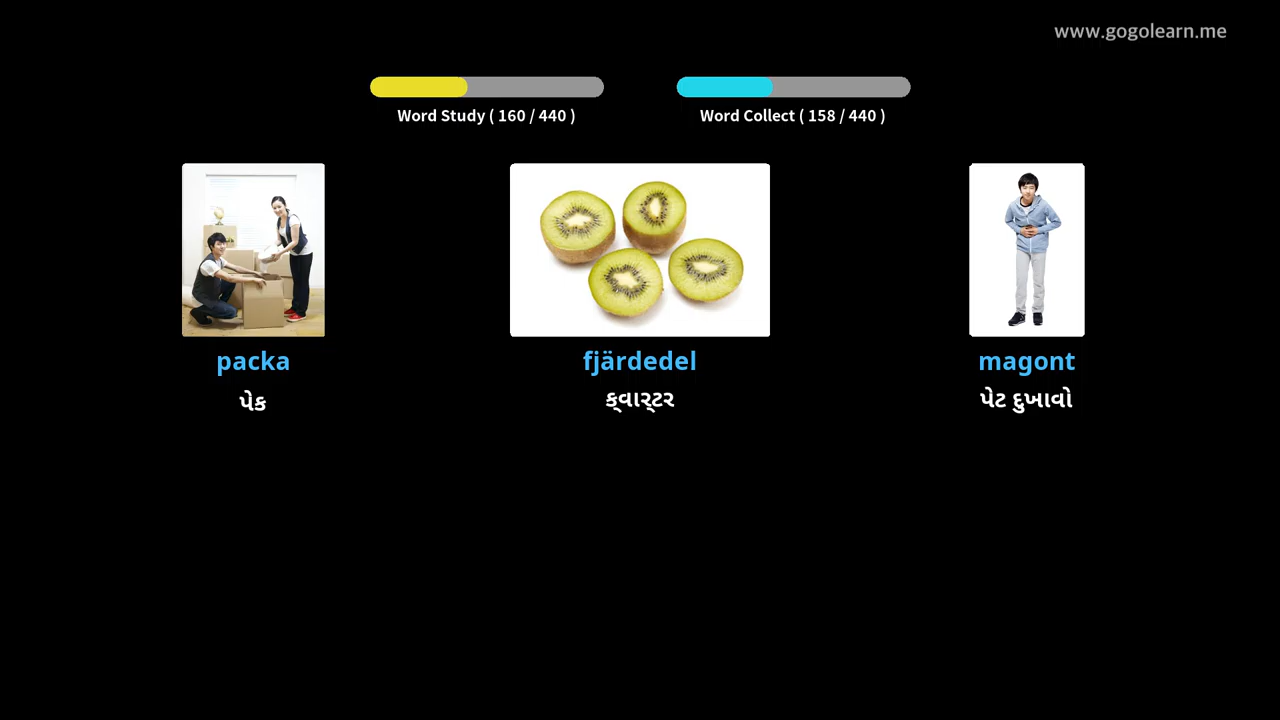 www.gogolearn.me
Word Study ( 160 / 440 )
Word Collect ( 158 / 440 )
packa
fjärdedel
magont
પેક
ક્વાર્ટર
પેટ દુખાવો